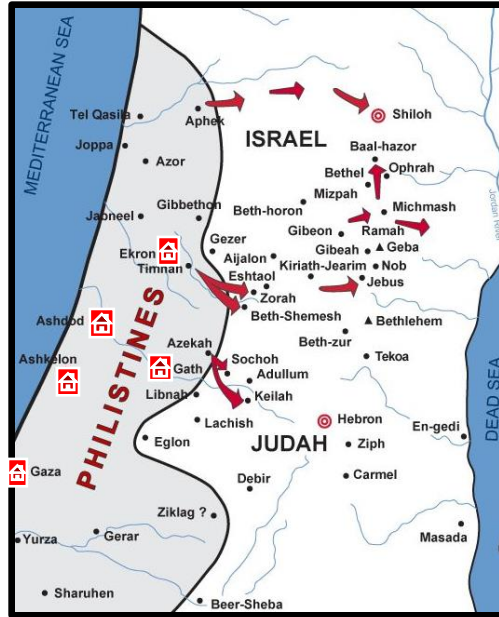 MEDITERRANEAN SEA
Tel Qasila
Aphek
Shiloh
ISRAEL
Joppa
Azor
Baal-hazor
Bethel
Ophrah
Mizpah
Gibbethon
Beth-horon
Michmash
Jabneel
Gibeon
Ramah
Gezer
Gibeah
Geba
Ekron
Aijalon
Timnah
Kiriath-Jearim
Nob
Eshtaol
Jebus
Zorah
Beth-Shemesh
Ashdod
Bethlehem
Beth-zur
Azekah
Ashkelon
Sochoh
Tekoa
Gath
Adullum
Libnah
Keilah
PHILISTINES
Lachish
Hebron
En-gedi
DEAD SEA
Eglon
JUDAH
Ziph
Gaza
Debir
Carmel
Ziklag ?
Masada
Yurza
Gerar
Sharuhen
Beer-Sheba